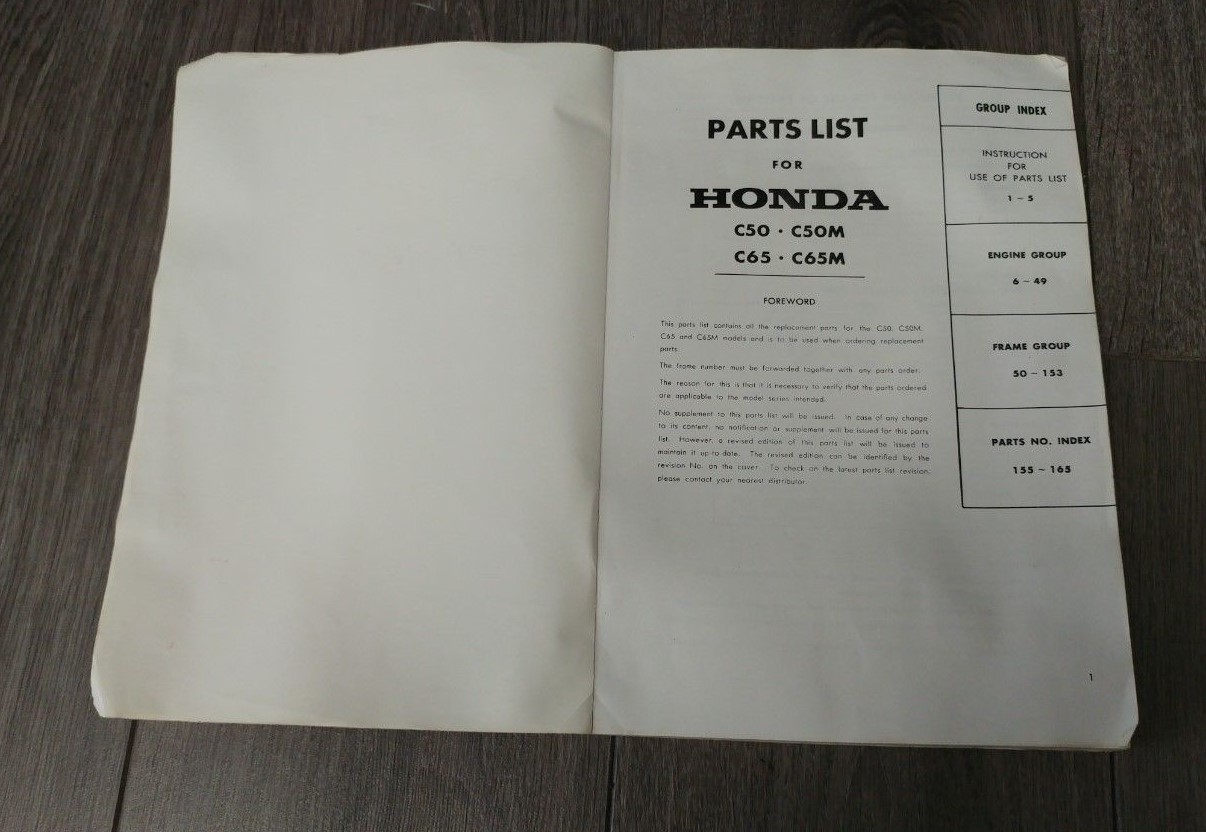 PARTS LIST
FOR
HONDA
C50 · C50M
C65 · C65M
FOREWORD
This parts list contains all the replacement parts for the C50, C50M,
C65 and C65M models and is to be used when ordering replacement
parts.
The frame number must be forwarded together with any parts order.
The reason for this is that it is necessary to verify that the parts ordered
are applicable to the model series intended.
No supplement to this parts list will be issued. In case of any change
to its content, no notification or supplement will be issued for this parts
list. However, a revised edition of this parts list will be issued to
maintain it up-to-date. The revised edition can be identified by the
revision No. on the cover. To check on the latest parts list revision,
please contact your nearest distributor.
GROUP INDEX
INSTRUCTION
FOR
USE OF PARTS LIST
1 ~ 5
ENGINE GROUP
6 ~ 49
FRAME GROUP
50 ~ 153
PARTS NO. INDEX
155 ~ 165
1